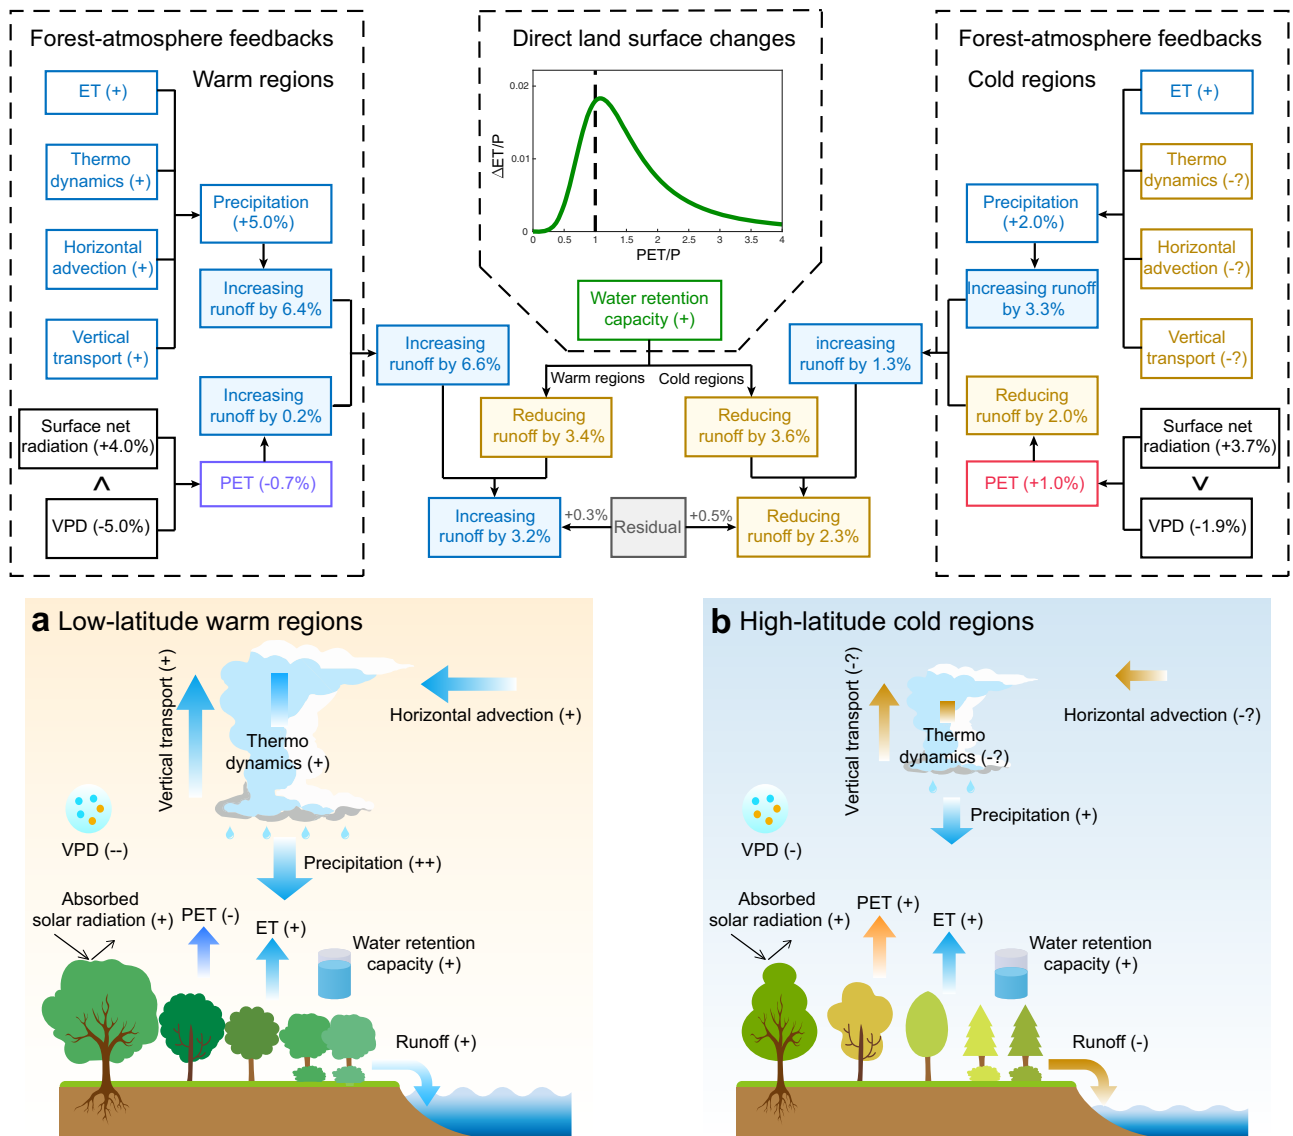 Forest-atmosphere feedbacks
Warm regions
ET (+)
Thermo
dynamics (+)
Horizontal
advection (+)
Vertical
transport (+)
Precipitation
(+5.0%)
Increasing
runoff by 6.4%
Increasing
runoff by 0.2%
Surface net
radiation (+4.0%)
<
VPD (-5.0%)
PET (-0.7%)
Direct land surface changes
ΔET/P
0.02
0.01
0
0
0.5
1
1.5
2
2.5
3
3.5
4
PET/P
Water retention
capacity (+)
Increasing
runoff by 6.6%
Warm regions
Cold regions
increasing
runoff by 1.3%
Reducing
runoff by 3.4%
Reducing
runoff by 3.6%
Increasing
runoff by 3.2%
+0.3%
Residual
+0.5%
Reducing
runoff by 2.3%
Forest-atmosphere feedbacks
Cold regions
ET (+)
Thermo
dynamics (-?)
Horizontal
advection (-?)
Vertical
transport (-?)
Precipitation
(+2.0%)
Increasing runoff
by 3.3%
Reducing
runoff by 2.0%
PET (+1.0%)
Surface net
radiation (+3.7%)
>
VPD (-1.9%)
a Low-latitude warm regions
Vertical transport (+)
Horizontal advection (+)
Thermo
dynamics (+)
VPD (--)
Precipitation (++)
Absorbed
solar radiation (+)
PET (-)
ET (+)
Water retention
capacity (+)
Runoff (+)
b High-latitude cold regions
Vertical transport (-?)
Horizontal advection (-?)
Thermo
dynamics (-?)
VPD (-)
Precipitation (+)
Absorbed
solar radiation (+)
PET (+)
ET (+)
Water retention
capacity (+)
Runoff (-)